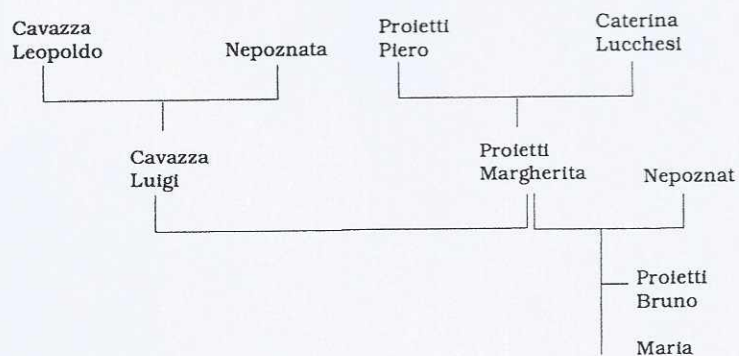 Cavazza
Leopoldo
Nepoznata
Proietti
Piero
Caterina
Lucchesi
Cavazza
Luigi
Proietti
Margherita
Nepoznat
Proietti
Bruno
Maria